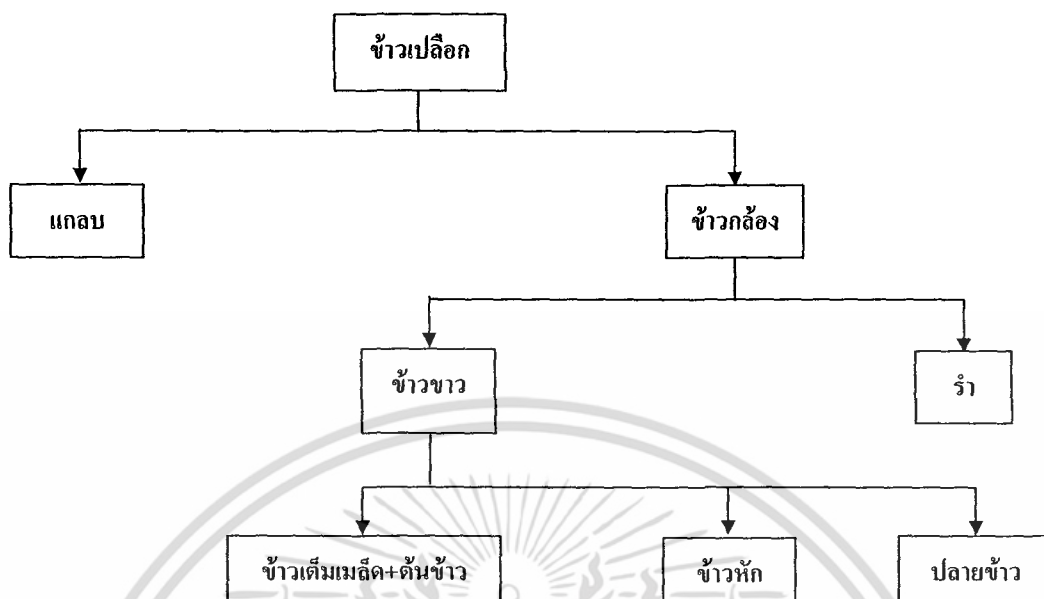 ข้าวเปลือก
แกลบ
ข้าวกล้อง
ข้าวขาว
รำ
ข้าวเต็มเมล็ด+ต้นข้าว
ข้าวหัก
ปลายข้าว